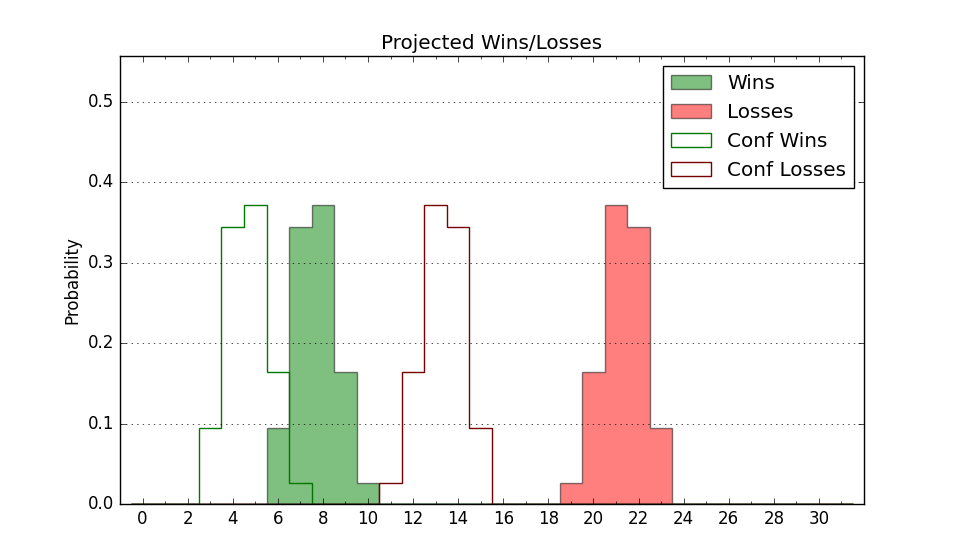 Projected Wins/Losses
Wins
Losses
Conf Wins
Conf Losses
Probability
0.5
0.4
0.3
0.2
0.1
0.0
0 2 4 6 8 10 12 14 16 18 20 22 24 26 28 30